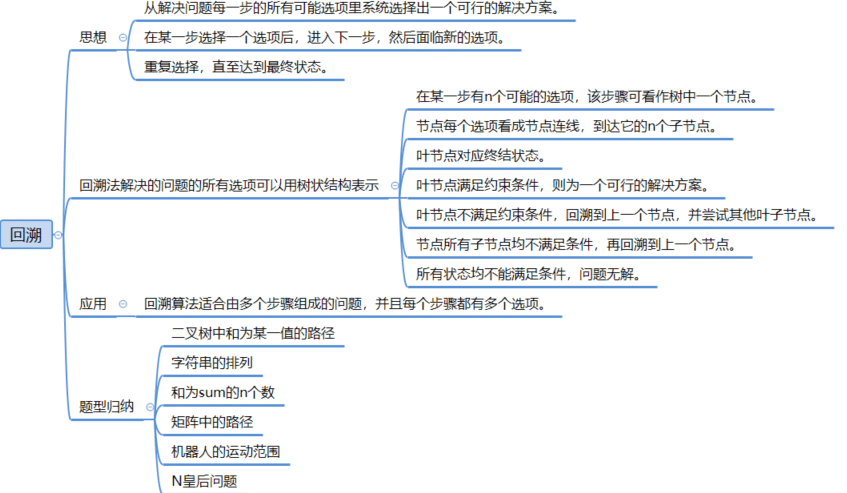 回溯
思想
从解决问题每一步的所有可能选项里系统选择出一个可行的解决方案。
在某一步选择一个选项后，进入下一步，然后面临新的选项。
重复选择，直至达到最终状态。
回溯法解决的问题的所有选项可以用树状结构表示
在某一步有n个可能的选项，该步骤可看作树中一个节点。
节点每个选项看成节点连线，到达它的n个子节点。
叶节点对应终结状态。
叶节点满足约束条件，则为一个可行的解决方案。
叶节点不满足约束条件，回溯到上一个节点，并尝试其他叶子节点。
节点所有子节点均不满足条件，再回溯到上一个节点。
所有状态均不能满足条件，问题无解。
应用
回溯算法适合由多个步骤组成的问题，并且每个步骤都有多个选项。
题型归纳
二叉树中和为某一值的路径
字符串的排列
和为sum的n个数
矩阵中的路径
机器人的运动范围
N皇后问题